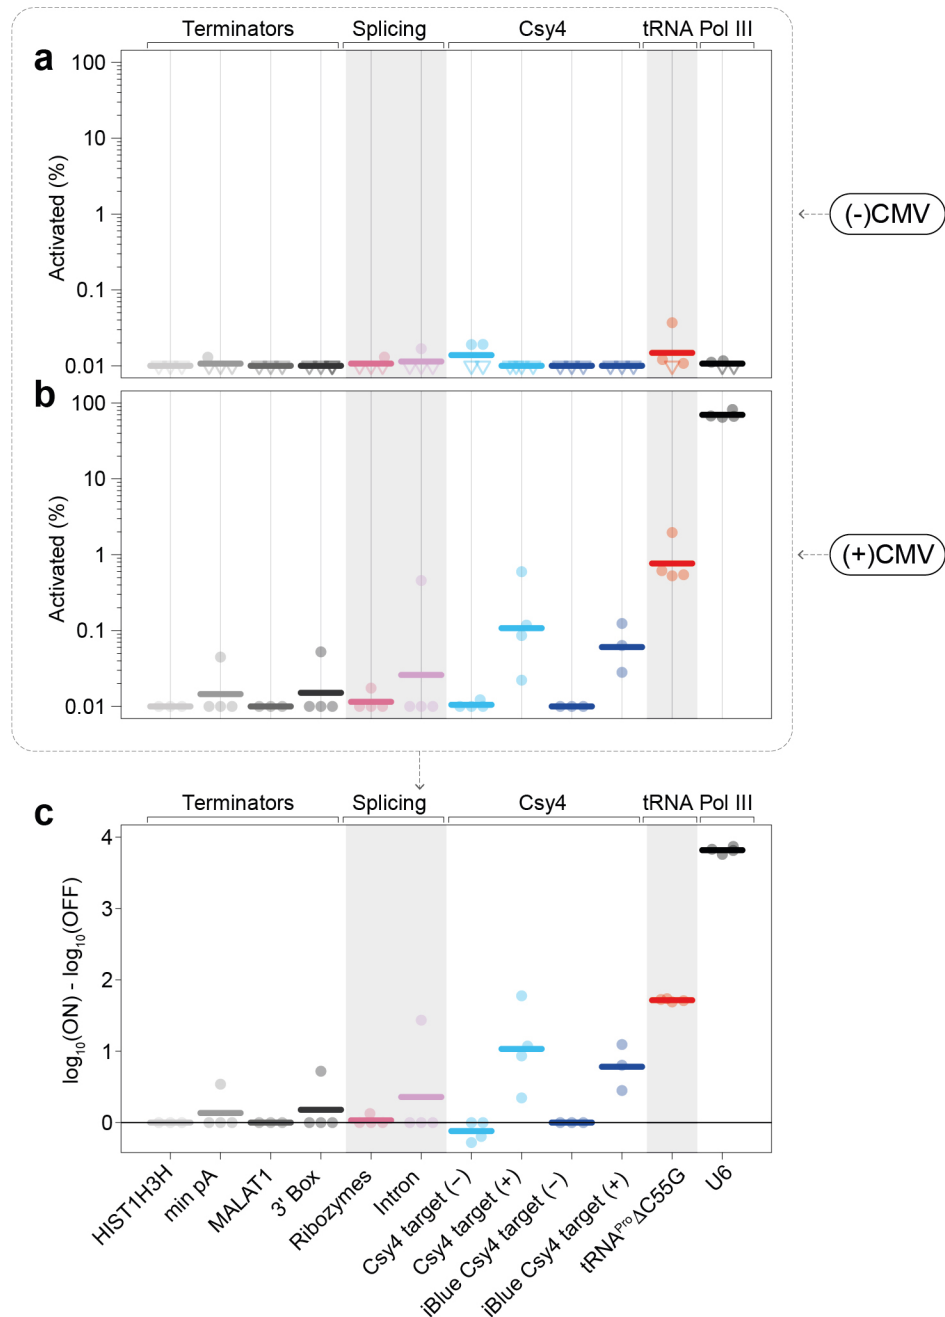 Terminators Splicing Csy4 tRNA Pol III
a
100
10
1
0.1
0.01
Activated (%)
(-)CMV
b
100
10
1
0.1
0.01
Activated (%)
(+)CMV
c
Terminators Splicing Csy4 tRNA Pol III
4
3
2
1
0
log10(ON) - log10(OFF)
HIST1H3H
min pA
MALAT1
3' Box
Ribozymes
Intron
Csy4 target (−)
Csy4 target (+)
iBlue Csy4 target (−)
iBlue Csy4 target (+)
tRNAProΔC55G
U6